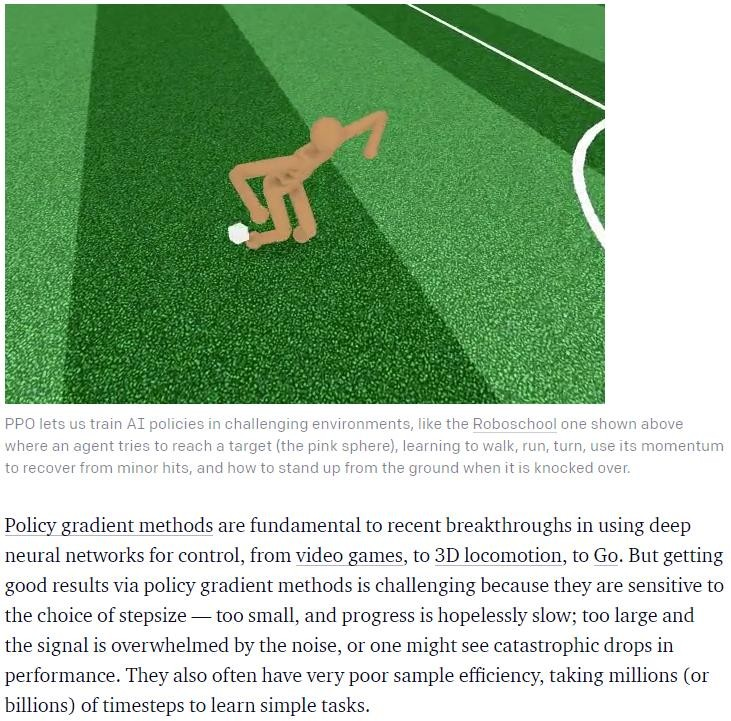 PPO lets us train AI policies in challenging environments, like the Roboschool one shown above
where an agent tries to reach a target (the pink sphere), learning to walk, run, turn, use its momentum
to recover from minor hits, and how to stand up from the ground when it is knocked over.
Policy gradient methods are fundamental to recent breakthroughs in using deep
neural networks for control, from video games, to 3D locomotion, to Go. But getting
good results via policy gradient methods is challenging because they are sensitive to
the choice of stepsize — too small, and progress is hopelessly slow; too large and
the signal is overwhelmed by the noise, or one might see catastrophic drops in
performance. They also often have very poor sample efficiency, taking millions (or
billions) of timesteps to learn simple tasks.